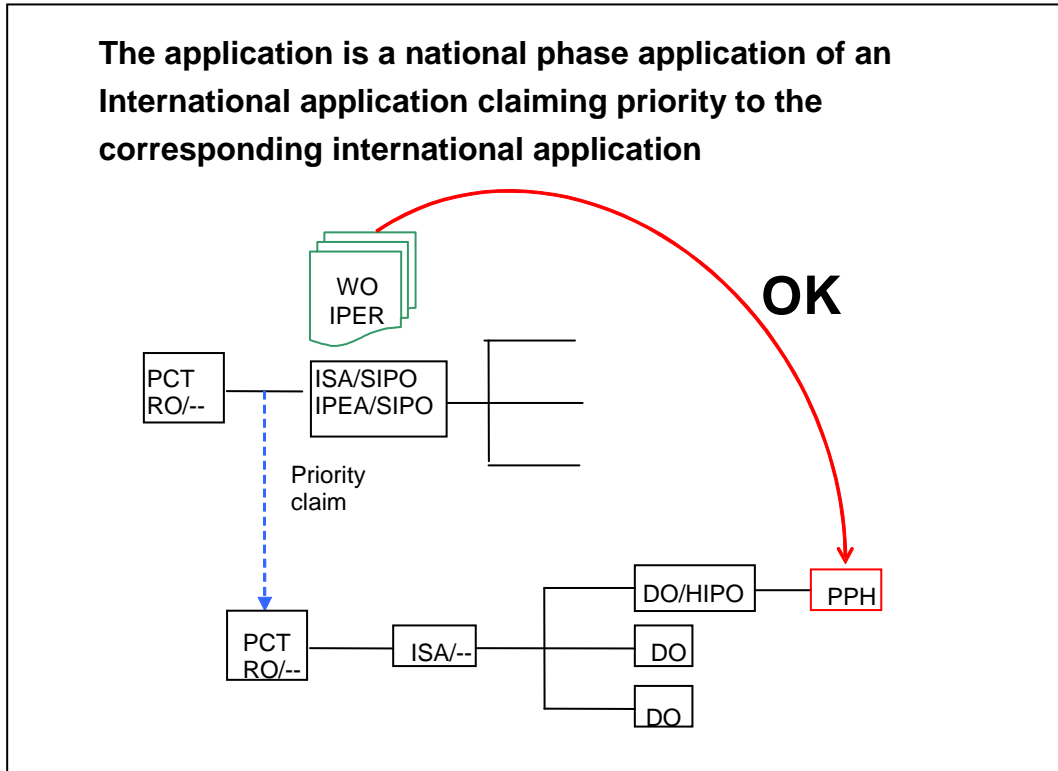 The application is a national phase application of an
International application claiming priority to the
corresponding international application
WO
IPER
OK
PCT
RO/--
ISA/SIPO
IPEA/SIPO
Priority
claim
DO/HIPO
PPH
PCT
RO/--
ISA/--
DO
DO